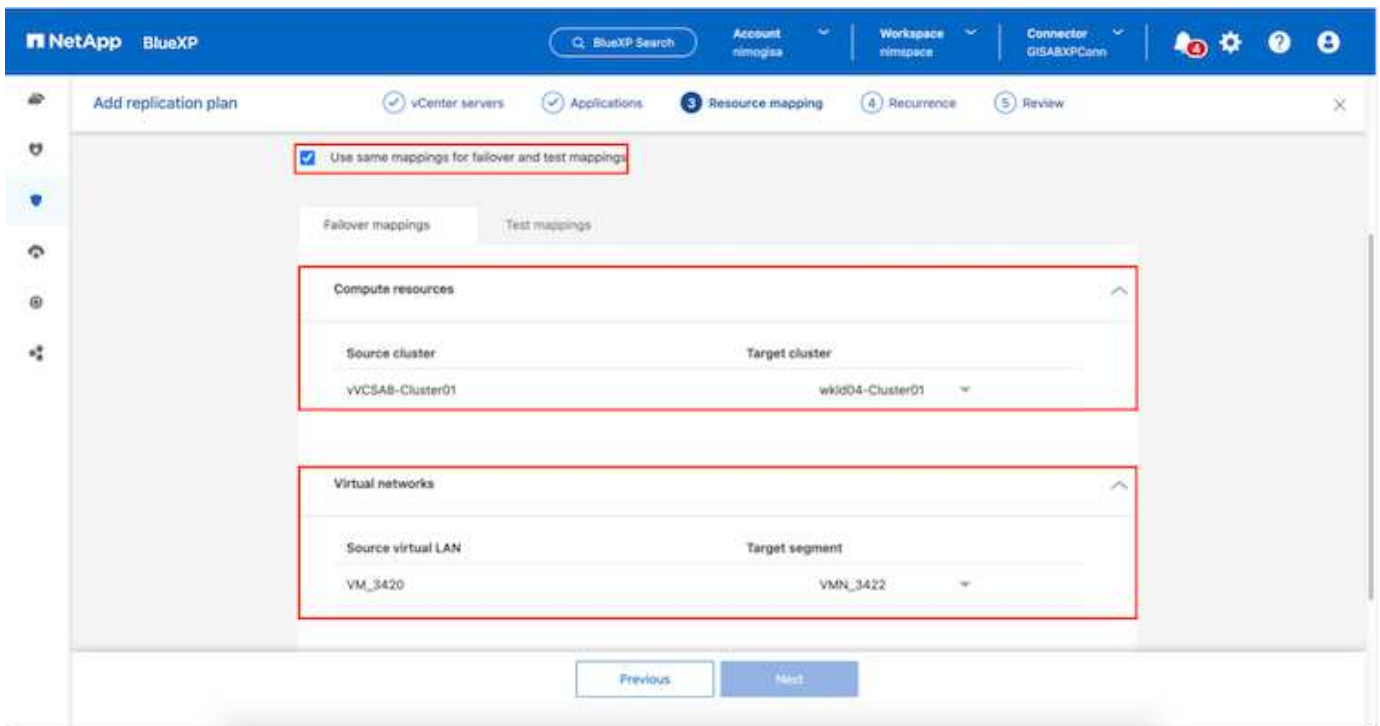 NetApp BlueXP BlueXP Search Account Workspace Connector
nimogisa nimspace GISABXPConn 4
Add replication plan vCenter servers Applications 3 Resource mapping 4 Recurrence 5 Review
Use same mappings for failover and test mappings
Failover mappings Test mappings
Compute resources
Source cluster Target cluster
vVCSA8-Cluster01 wkld04-Cluster01
Virtual networks
Source virtual LAN Target segment
VM_3420 VMN_3422
Previous Next